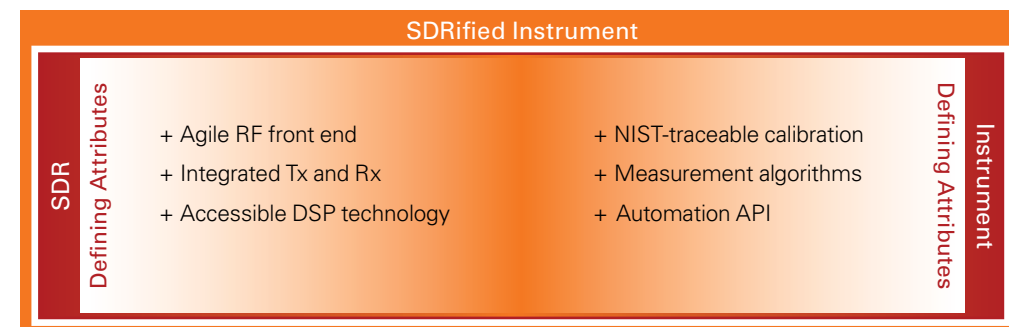 SDRified Instrument
SDR
Defining Attributes
+ Agile RF front end
+ Integrated Tx and Rx
+ Accessible DSP technology
+ NIST-traceable calibration
+ Measurement algorithms
+ Automation API
Defining Attributes
Instrument